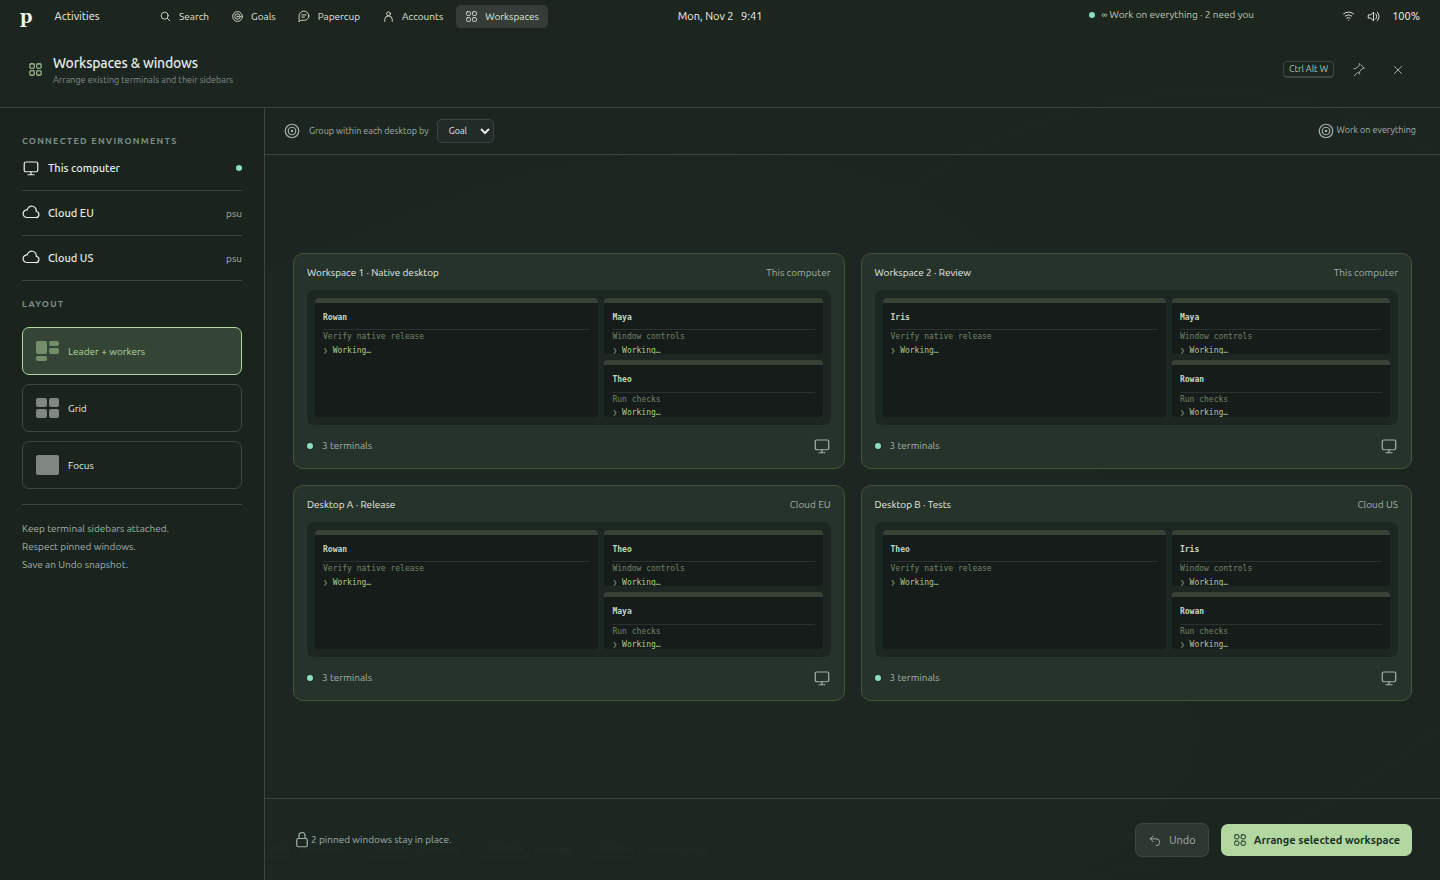 p Activities Search Goals Papercup Accounts Workspaces Mon, Nov 2 9:41 ∞ Work on everything · 2 need you 100%
Workspaces & windows
Arrange existing terminals and their sidebars
Ctrl Alt W
CONNECTED ENVIRONMENTS
This computer
Cloud EU psu
Cloud US psu
LAYOUT
Leader + workers
Grid
Focus
Keep terminal sidebars attached.
Respect pinned windows.
Save an Undo snapshot.
Group within each desktop by Goal
Work on everything
Workspace 1 · Native desktop This computer
Rowan
Verify native release
❯ Working…
Maya
Window controls
❯ Working…
Theo
Run checks
❯ Working…
3 terminals
Workspace 2 · Review This computer
Iris
Verify native release
❯ Working…
Maya
Window controls
❯ Working…
Rowan
Run checks
❯ Working…
3 terminals
Desktop A · Release Cloud EU
Rowan
Verify native release
❯ Working…
Theo
Window controls
❯ Working…
Maya
Run checks
❯ Working…
3 terminals
Desktop B · Tests Cloud US
Theo
Verify native release
❯ Working…
Iris
Window controls
❯ Working…
Rowan
Run checks
❯ Working…
3 terminals
2 pinned windows stay in place.
Undo
Arrange selected workspace